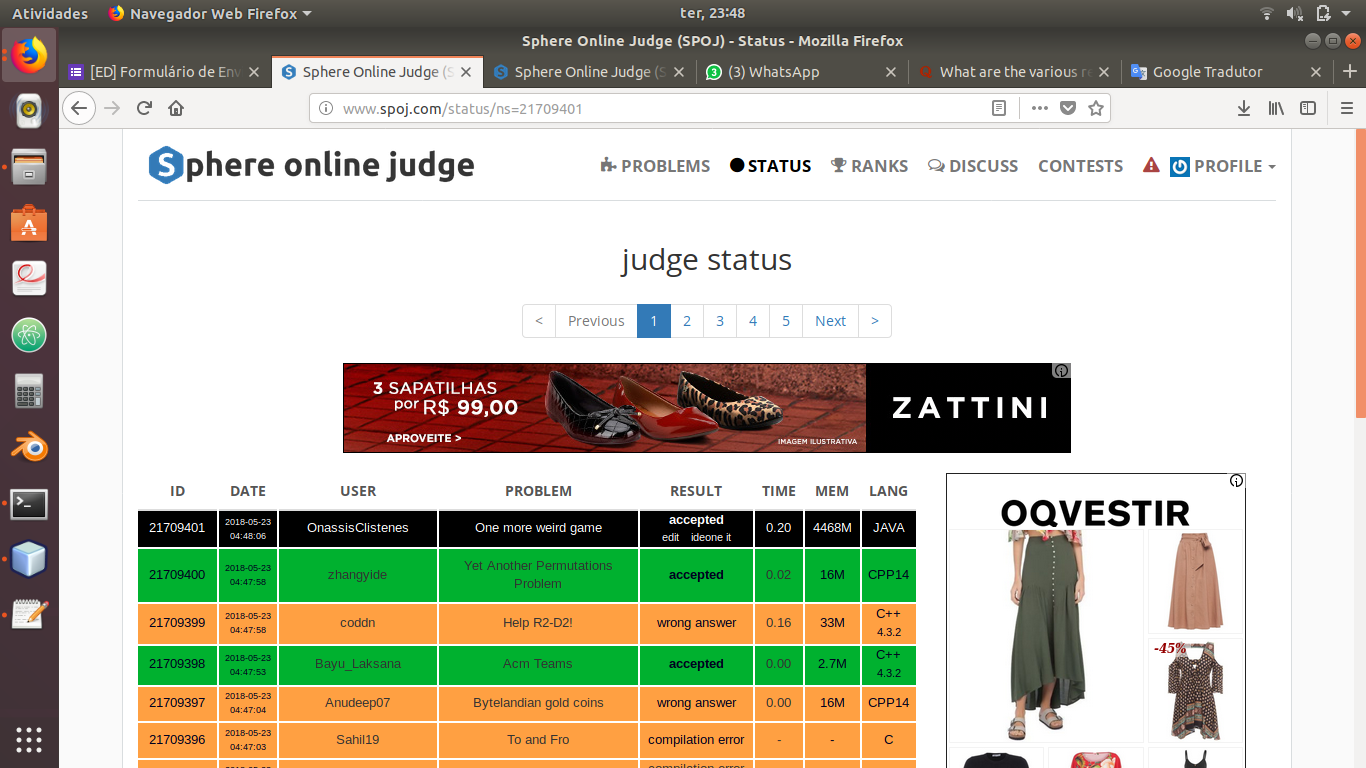 Atividades Navegador Web Firefox ter, 23:48
Sphere Online Judge (SPOJ) - Status - Mozilla Firefox
[ED] Formulário de Env Sphere Online Judge (S Sphere Online Judge (S (3) WhatsApp What are the various re Google Tradutor
www.spoj.com/status/ns=21709401
Sphere online judge PROBLEMS STATUS RANKS DISCUSS CONTESTS PROFILE
judge status
< Previous 1 2 3 4 5 Next >
3 SAPATILHAS
por R$ 99,00
APROVEITE >
IMAGEM ILUSTRATIVA
ZATTINI
ID DATE USER PROBLEM RESULT TIME MEM LANG
21709401 2018-05-23 04:48:06 OnassisClistenes One more weird game accepted edit ideone it 0.20 4468M JAVA
21709400 2018-05-23 04:47:58 zhangyide Yet Another Permutations Problem accepted 0.02 16M CPP14
21709399 2018-05-23 04:47:58 coddn Help R2-D2! wrong answer 0.16 33M C++ 4.3.2
21709398 2018-05-23 04:47:53 Bayu_Laksana Acm Teams accepted 0.00 2.7M C++ 4.3.2
21709397 2018-05-23 04:47:04 Anudeep07 Bytelandian gold coins wrong answer 0.00 16M CPP14
21709396 2018-05-23 04:47:03 Sahil19 To and Fro compilation error - - C
compilation error
OQVESTIR
-45%